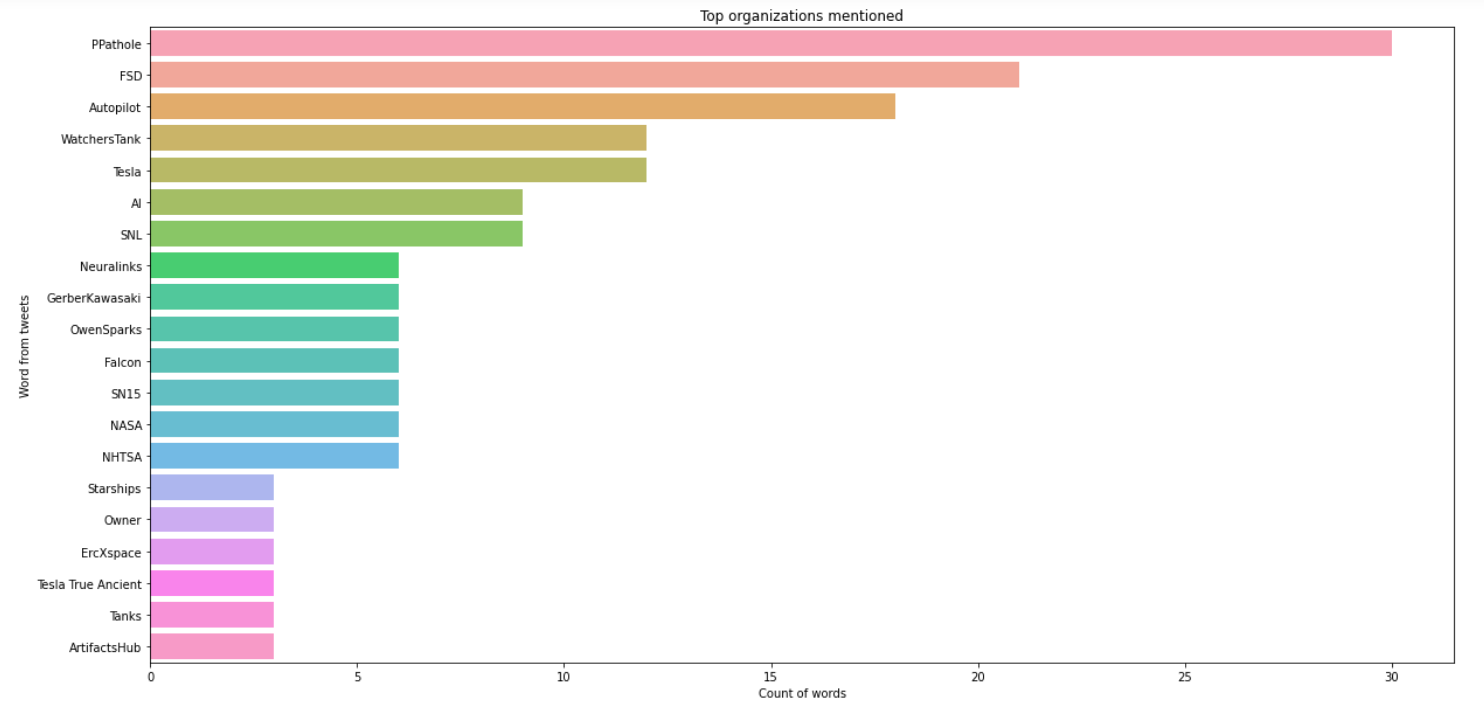 Top organizations mentioned
PPathole
FSD
Autopilot
WatchersTank
Tesla
AI
SNL
Neuralinks
GerberKawasaki
OwenSparks
Falcon
SN15
NASA
NHTSA
Starships
Owner
ErcXspace
Tesla True Ancient
Tanks
ArtifactsHub
Word from tweets
0 5 10 15 20 25 30
Count of words